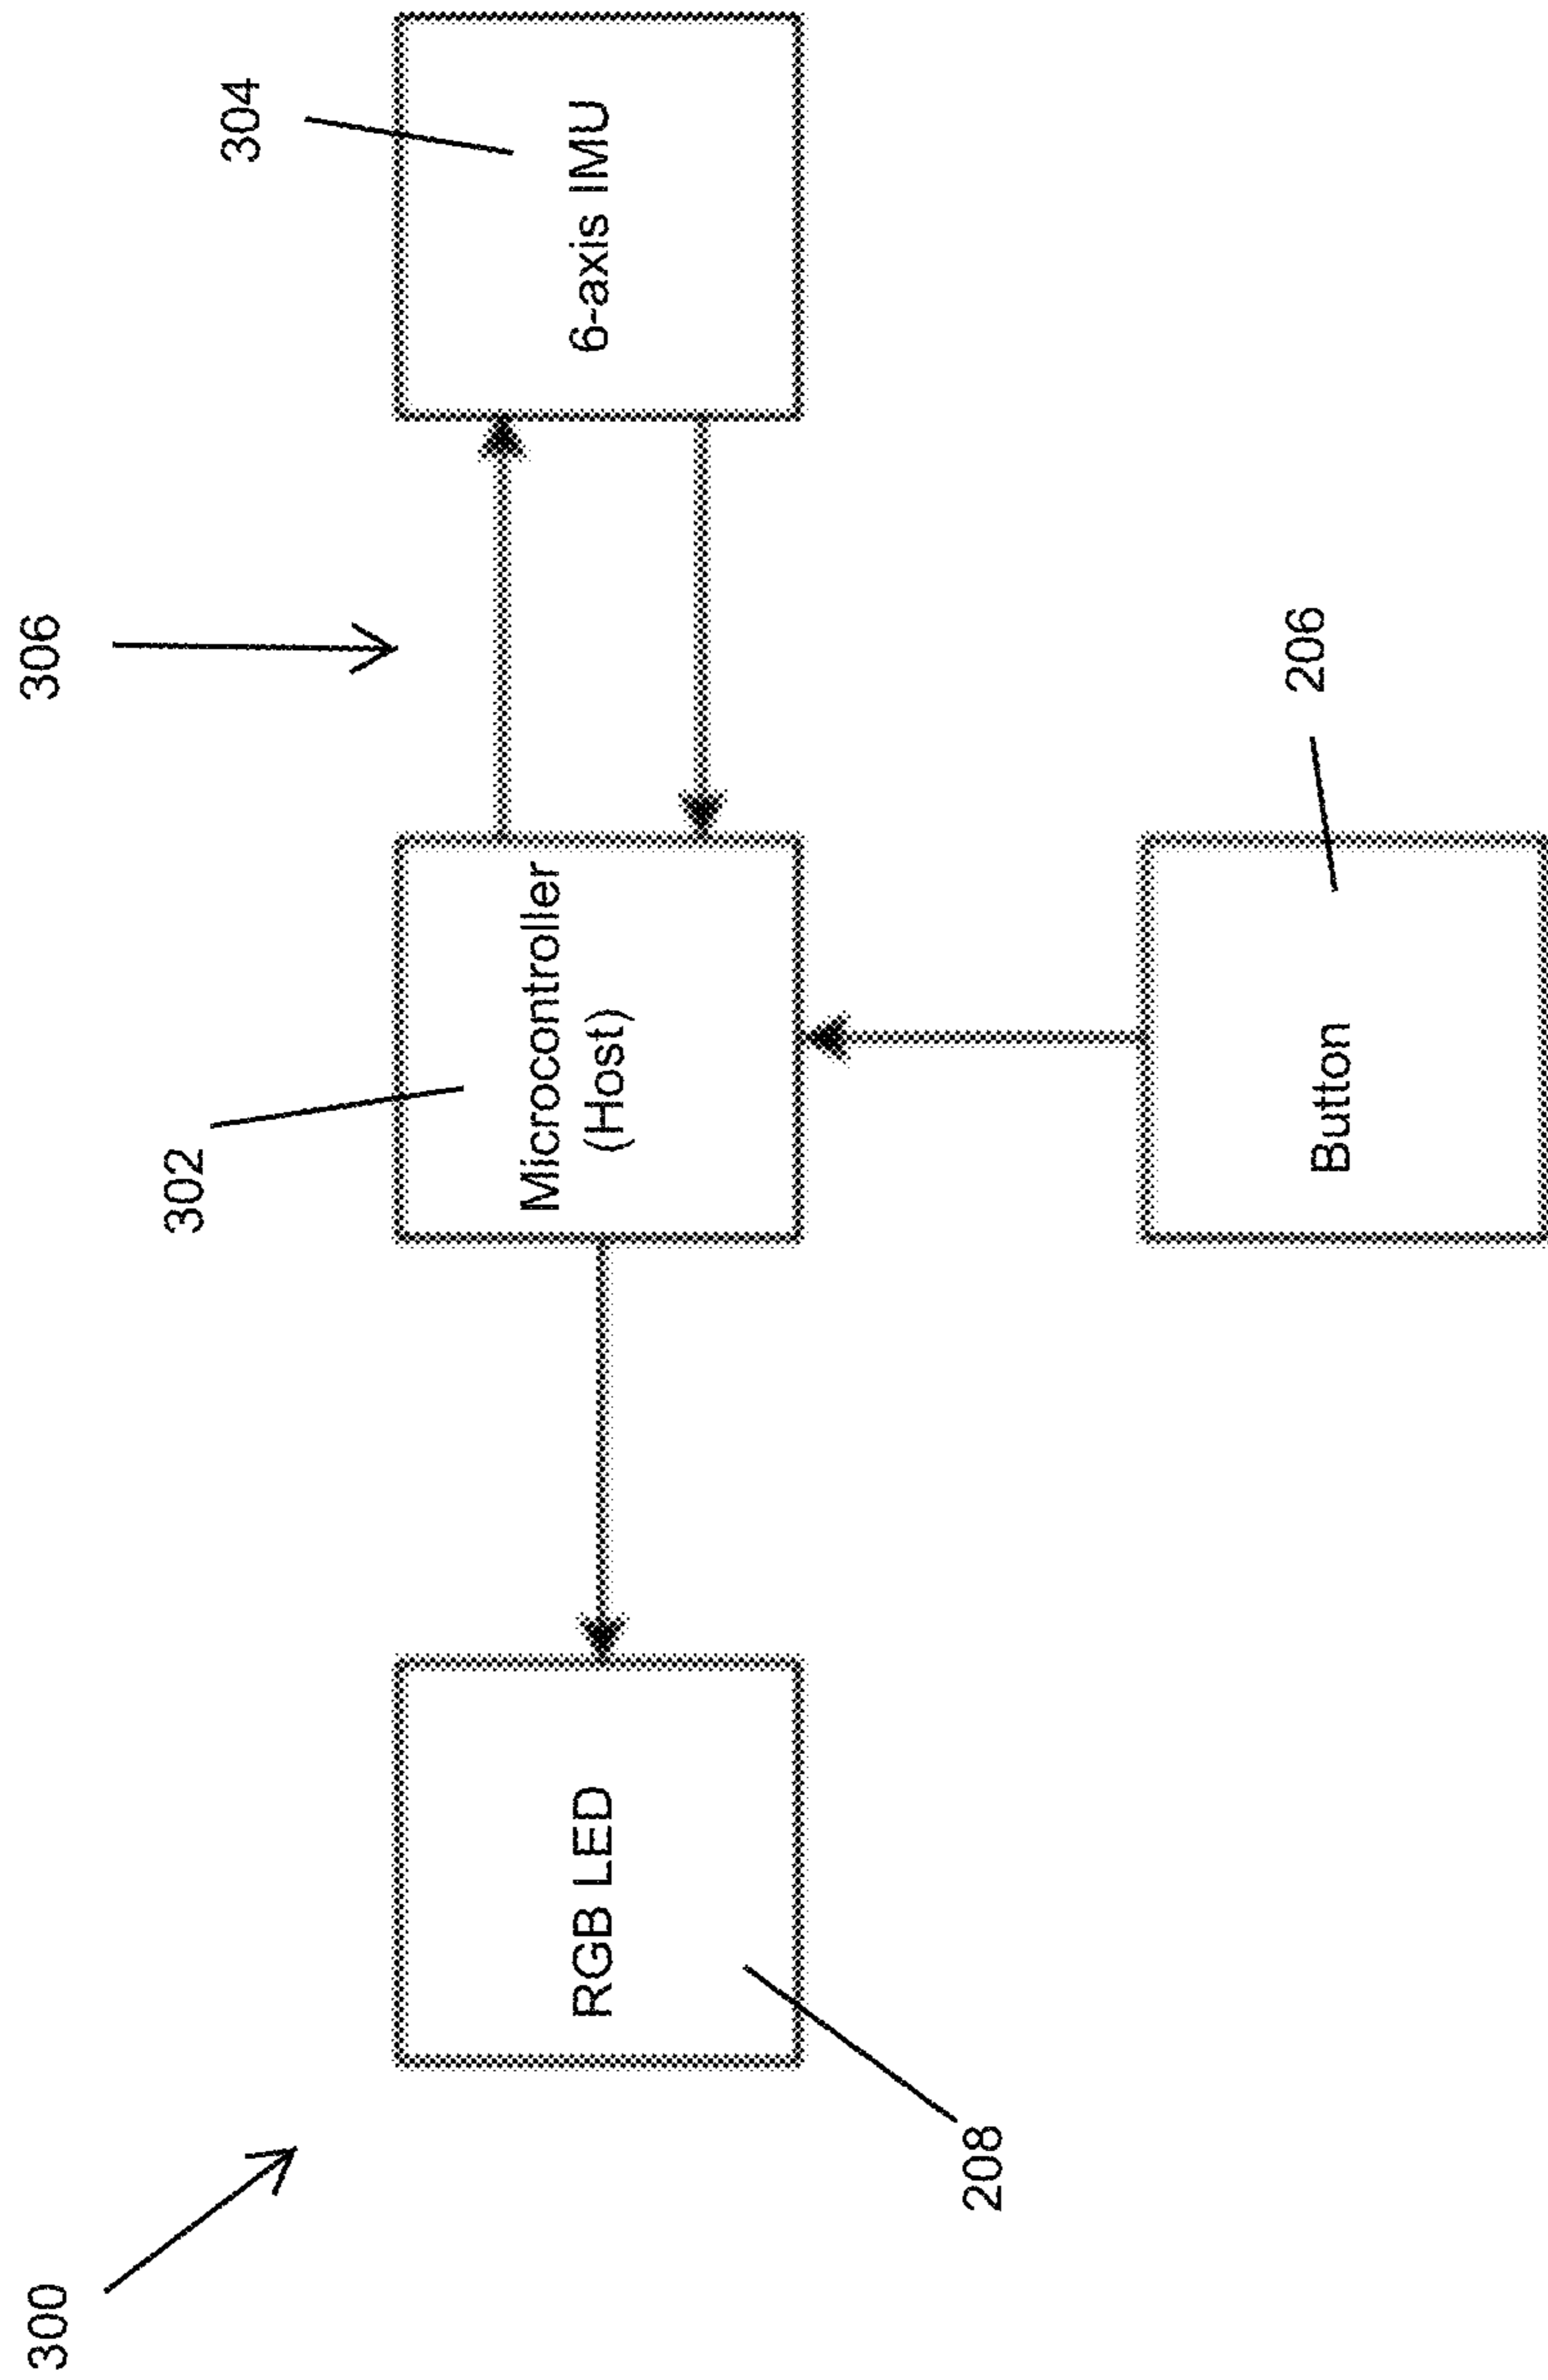 300
306
302
304
RGB LED
Microcontroller
(Host)
6-axis IMU
208
206
Button